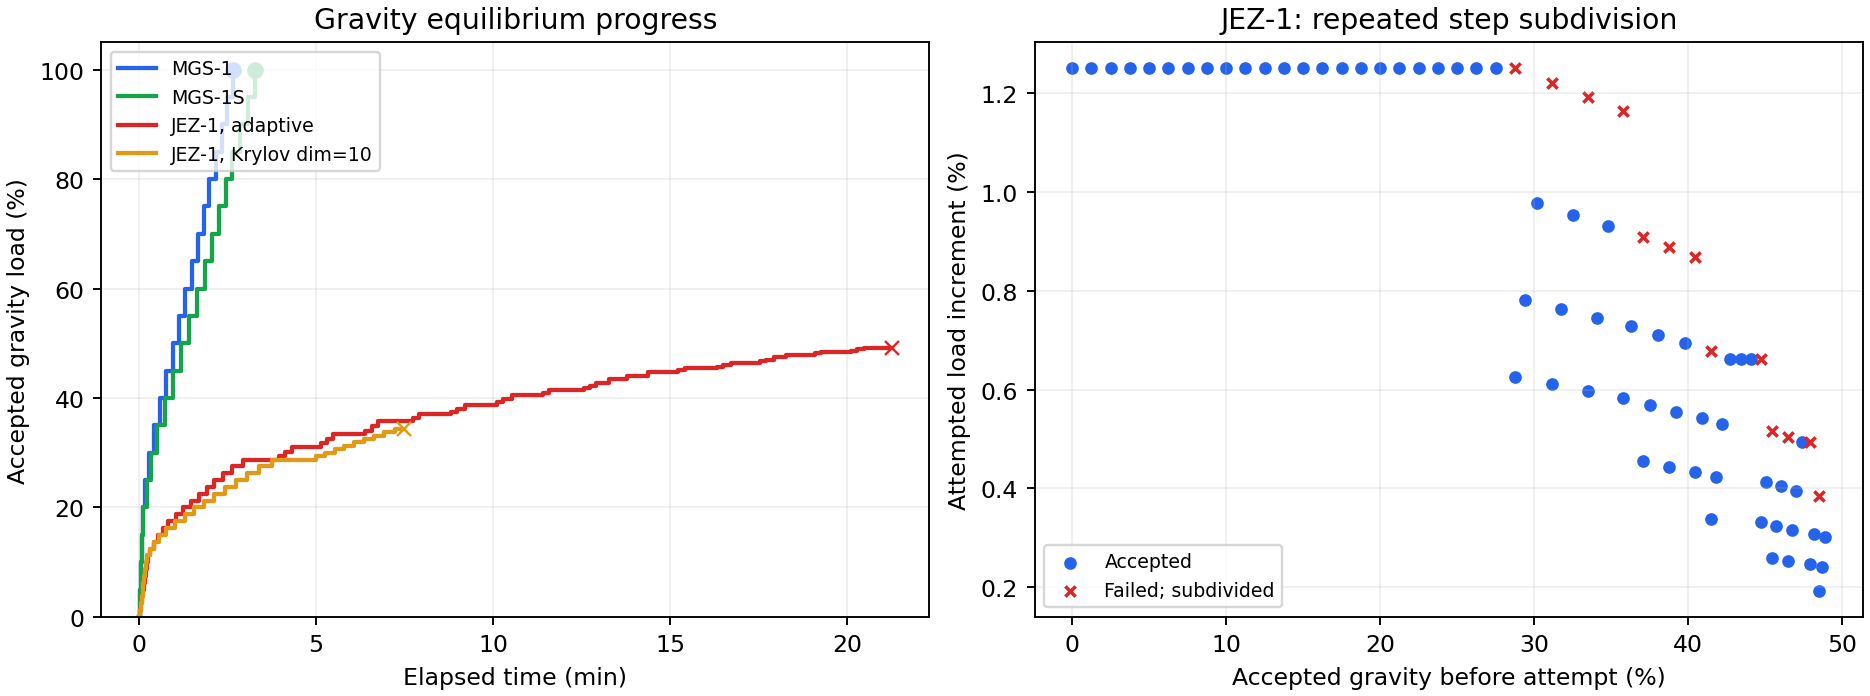 Gravity equilibrium progress
Accepted gravity load (%)
100
80
60
40
20
0
MGS-1
MGS-1S
JEZ-1, adaptive
JEZ-1, Krylov dim=10
0 5 10 15 20
Elapsed time (min)
JEZ-1: repeated step subdivision
Attempted load increment (%)
1.2
1.0
0.8
0.6
0.4
0.2
Accepted
Failed; subdivided
0 10 20 30 40 50
Accepted gravity before attempt (%)